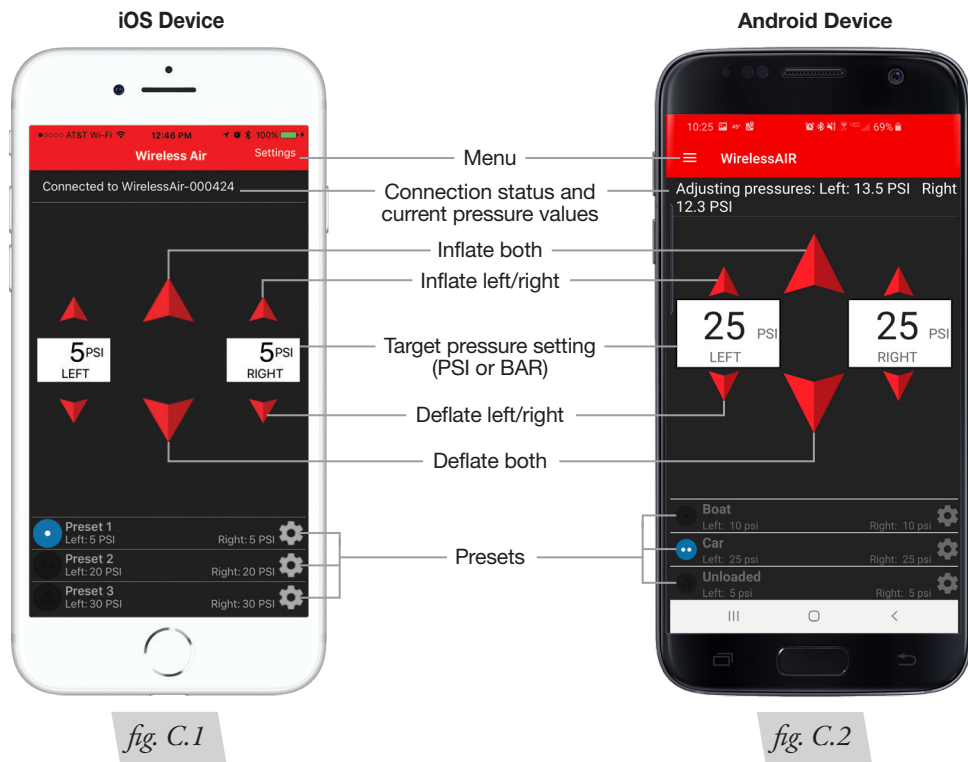 iOS Device
●○○○○ AT&T Wi-Fi 12:46 PM 100%
Wireless Air Settings
Connected to WirelessAir-000424
5 PSI
LEFT
5 PSI
RIGHT
Preset 1
Left: 5 PSI Right: 5 PSI
Preset 2
Left: 20 PSI Right: 20 PSI
Preset 3
Left: 30 PSI Right: 30 PSI
fig. C.1
Menu
Connection status and
current pressure values
Inflate both
Inflate left/right
Target pressure setting
(PSI or BAR)
Deflate left/right
Deflate both
Presets
Android Device
10:25 69%
WirelessAIR
Adjusting pressures: Left: 13.5 PSI Right
12.3 PSI
25 PSI
LEFT
25 PSI
RIGHT
Boat
Left: 10 psi Right: 10 psi
Car
Left: 25 psi Right: 25 psi
Unloaded
Left: 5 psi Right: 5 psi
fig. C.2